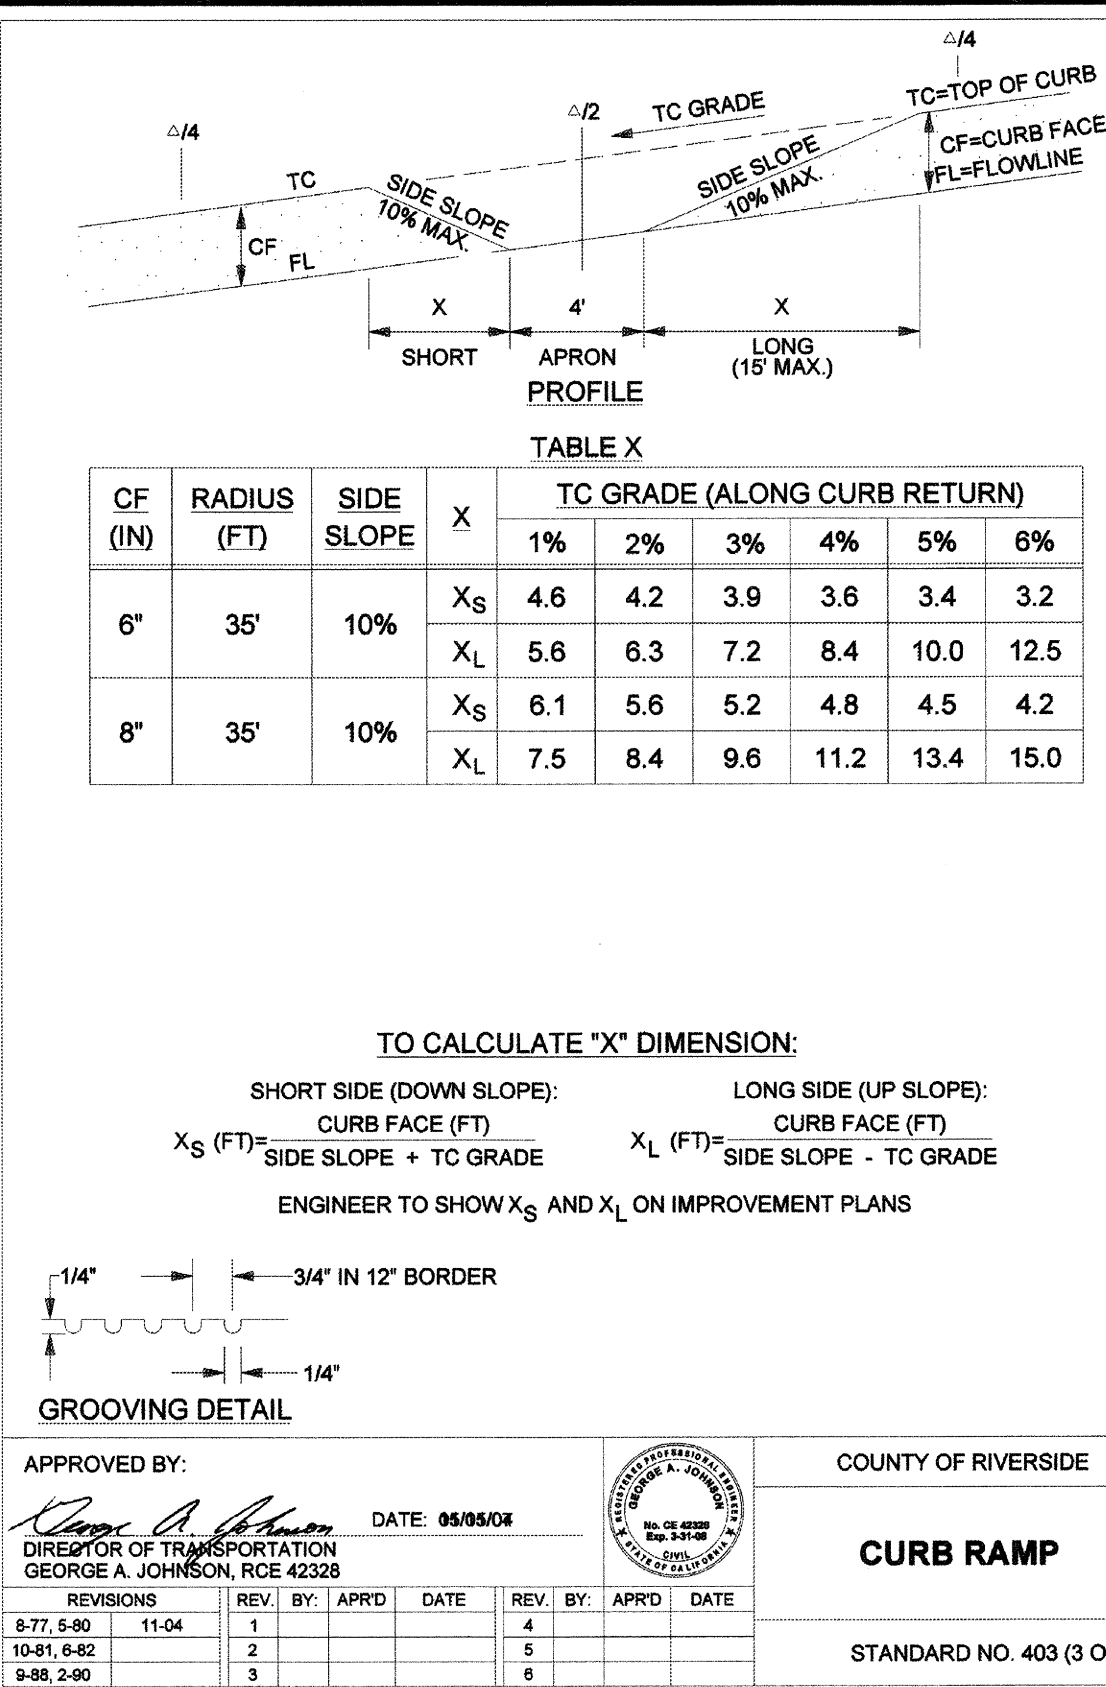 △/4
△/4
△/2
TC GRADE
TC=TOP OF CURB
CF=CURB FACE
FL=FLOWLINE
TC
SIDE SLOPE
10% MAX.
SIDE SLOPE
10% MAX.
CF
FL
X
4'
X
SHORT
APRON
LONG
(15' MAX.)
PROFILE
TABLE X
CF (IN) RADIUS (FT) SIDE SLOPE X TC GRADE (ALONG CURB RETURN)
1% 2% 3% 4% 5% 6%
6" 35' 10% XS 4.6 4.2 3.9 3.6 3.4 3.2
XL 5.6 6.3 7.2 8.4 10.0 12.5
8" 35' 10% XS 6.1 5.6 5.2 4.8 4.5 4.2
XL 7.5 8.4 9.6 11.2 13.4 15.0
TO CALCULATE "X" DIMENSION:
SHORT SIDE (DOWN SLOPE):
XS (FT)= CURB FACE (FT)
SIDE SLOPE + TC GRADE
LONG SIDE (UP SLOPE):
XL (FT)= CURB FACE (FT)
SIDE SLOPE - TC GRADE
ENGINEER TO SHOW XS AND XL ON IMPROVEMENT PLANS
1/4"
3/4" IN 12" BORDER
1/4"
GROOVING DETAIL
APPROVED BY:
George A. Johnson
DATE: 05/05/07
DIRECTOR OF TRANSPORTATION
GEORGE A. JOHNSON, RCE 42328
REGISTERED PROFESSIONAL ENGINEER
GEORGE A. JOHNSON
No. CE 42328
Exp. 3-31-08
CIVIL
STATE OF CALIFORNIA
COUNTY OF RIVERSIDE
CURB RAMP
STANDARD NO. 403 (3 O
REVISIONS REV. BY: APR'D DATE REV. BY: APR'D DATE
8-77, 5-80 11-04 1 4
10-81, 6-82 2 5
9-88, 2-90 3 6